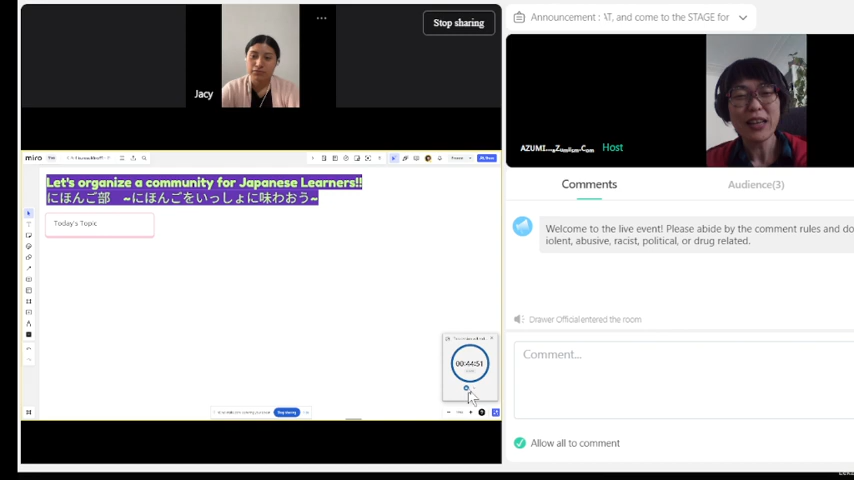 Stop sharing
Announcement : \T, and come to the STAGE for
Jacy
Host
miro
Let's organize a community for Japanese Learners!!
にほんご部 ~にほんごをいっしょに味わおう~
Today's Topic
00:44:51
Stop sharing
Comments
Audience(3)
Welcome to the live event! Please abide by the comment rules and do
iolent, abusive, racist, political, or drug related.
Drawer Official entered the room
Comment...
Allow all to comment